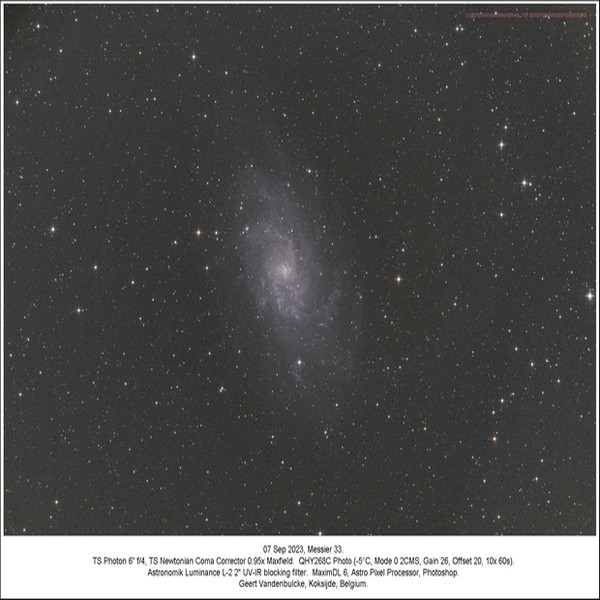 07 Sep 2023, Messier 33.
TS Photon 6" f/4, TS Newtonian Coma Corrector 0.95x Maxfield. QHY268C Photo (-5°C, Mode 0 2CMS, Gain 26, Offset 20, 10x 60s).
Astronomik Luminance L-2 2" UV-IR blocking filter. MaximDL 6, Astro Pixel Processor, Photoshop.
Geert Vandenbulcke, Koksijde, Belgium.